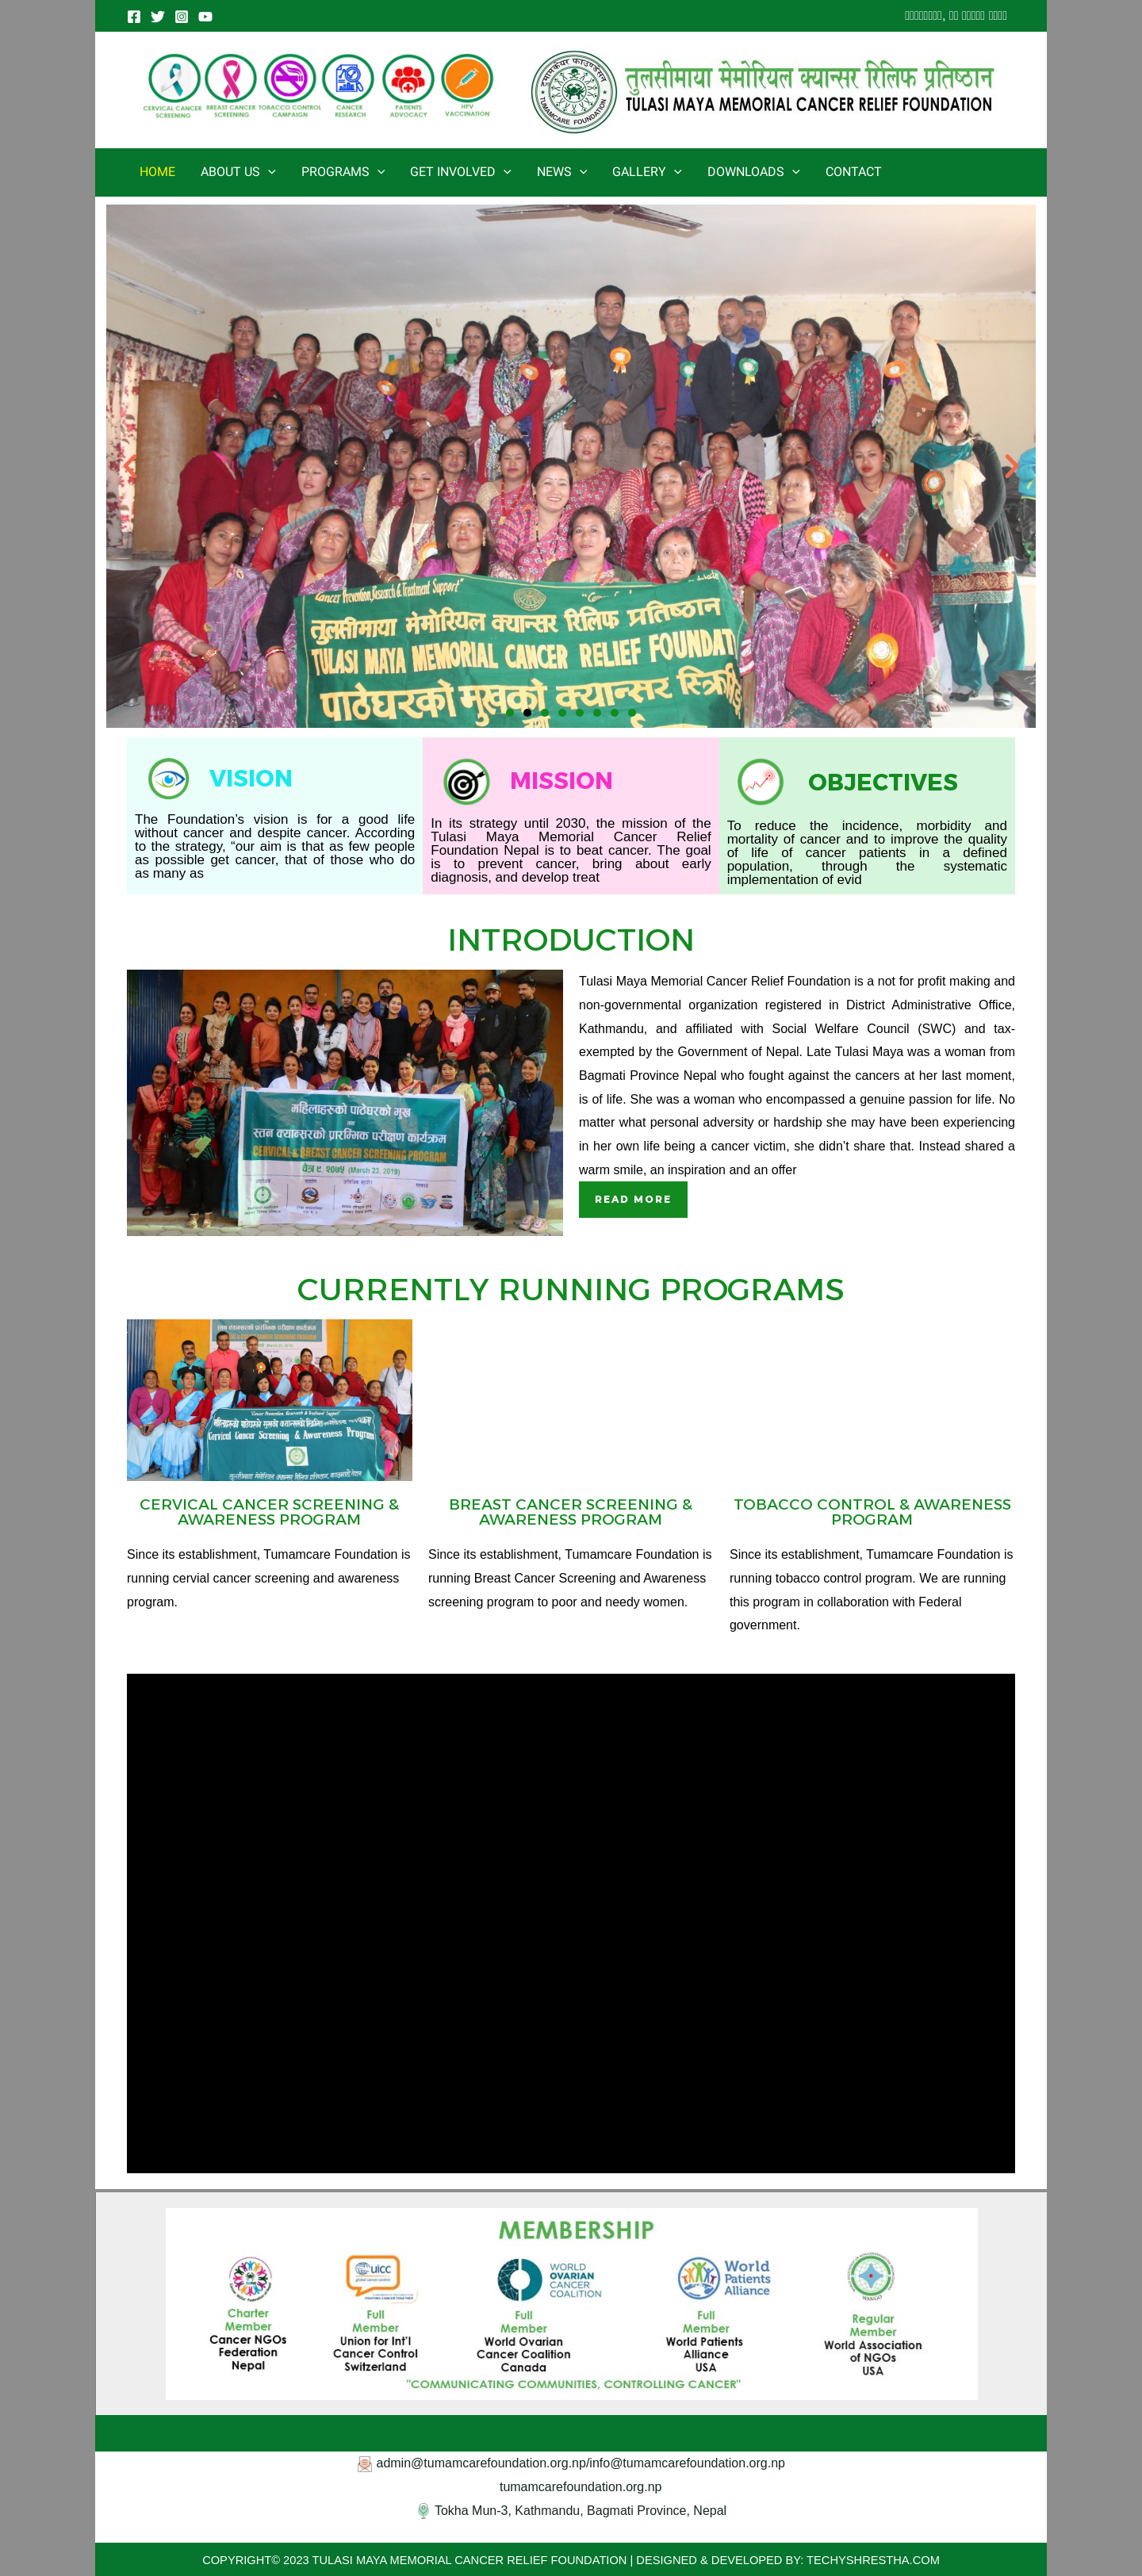 CERVICAL CANCER SCREENING
BREAST CANCER SCREENING
TOBACCO CONTROL CAMPAIGN
CANCER RESEARCH
PATIENTS ADVOCACY
HPV VACCINATION
तुलसीमाया मेमोरियल क्यान्सर रिलिफ प्रतिष्ठान
TULASI MAYA MEMORIAL CANCER RELIEF FOUNDATION
HOME ABOUT US PROGRAMS GET INVOLVED NEWS GALLERY DOWNLOADS CONTACT
"Cancer Prevention, Research & Treatment Support"
तुलसीमाया मेमोरियल क्यान्सर रिलिफ प्रतिष्ठान
TULASI MAYA MEMORIAL CANCER RELIEF FOUNDAT
पाठेघरको मुखको क्यान्सर
VISION
The Foundation’s vision is for a good life
without cancer and despite cancer. According
to the strategy, “our aim is that as few people
as possible get cancer, that of those who do
as many as
MISSION
In its strategy until 2030, the mission of the
Tulasi Maya Memorial Cancer Relief
Foundation Nepal is to beat cancer. The goal
is to prevent cancer, bring about early
diagnosis, and develop treat
OBJECTIVES
To reduce the incidence, morbidity and
mortality of cancer and to improve the quality
of life of cancer patients in a defined
population, through the systematic
implementation of evid
INTRODUCTION
महिलाहरूको पाठेघरको मुख
स्तन क्यान्सरको प्रारम्भिक परीक्षण कार्यक्रम
CERVICAL & BREAST CANCER SCREENING PROGRAM
चैत्र ९, २०७५ (March 23, 2019)
Tulasi Maya Memorial Cancer Relief Foundation is a not for profit making and
non-governmental organization registered in District Administrative Office,
Kathmandu, and affiliated with Social Welfare Council (SWC) and tax-
exempted by the Government of Nepal. Late Tulasi Maya was a woman from
Bagmati Province Nepal who fought against the cancers at her last moment,
is of life. She was a woman who encompassed a genuine passion for life. No
matter what personal adversity or hardship she may have been experiencing
in her own life being a cancer victim, she didn’t share that. Instead shared a
warm smile, an inspiration and an offer
READ MORE
CURRENTLY RUNNING PROGRAMS
Cervical Cancer Screening & Awareness Program
CERVICAL CANCER SCREENING &
AWARENESS PROGRAM
Since its establishment, Tumamcare Foundation is
running cervial cancer screening and awareness
program.
BREAST CANCER SCREENING &
AWARENESS PROGRAM
Since its establishment, Tumamcare Foundation is
running Breast Cancer Screening and Awareness
screening program to poor and needy women.
TOBACCO CONTROL & AWARENESS
PROGRAM
Since its establishment, Tumamcare Foundation is
running tobacco control program. We are running
this program in collaboration with Federal
government.
MEMBERSHIP
Charter
Member
Cancer NGOs
Federation
Nepal
UICC
Full
Member
Union for Int'l
Cancer Control
Switzerland
WORLD
OVARIAN
CANCER
COALITION
Full
Member
World Ovarian
Cancer Coalition
Canada
World
Patients
Alliance
Full
Member
World Patients
Alliance
USA
Regular
Member
World Association
of NGOs
USA
"COMMUNICATING COMMUNITIES, CONTROLLING CANCER"
admin@tumamcarefoundation.org.np/info@tumamcarefoundation.org.np
tumamcarefoundation.org.np
Tokha Mun-3, Kathmandu, Bagmati Province, Nepal
COPYRIGHT© 2023 TULASI MAYA MEMORIAL CANCER RELIEF FOUNDATION | DESIGNED & DEVELOPED BY: TECHYSHRESTHA.COM